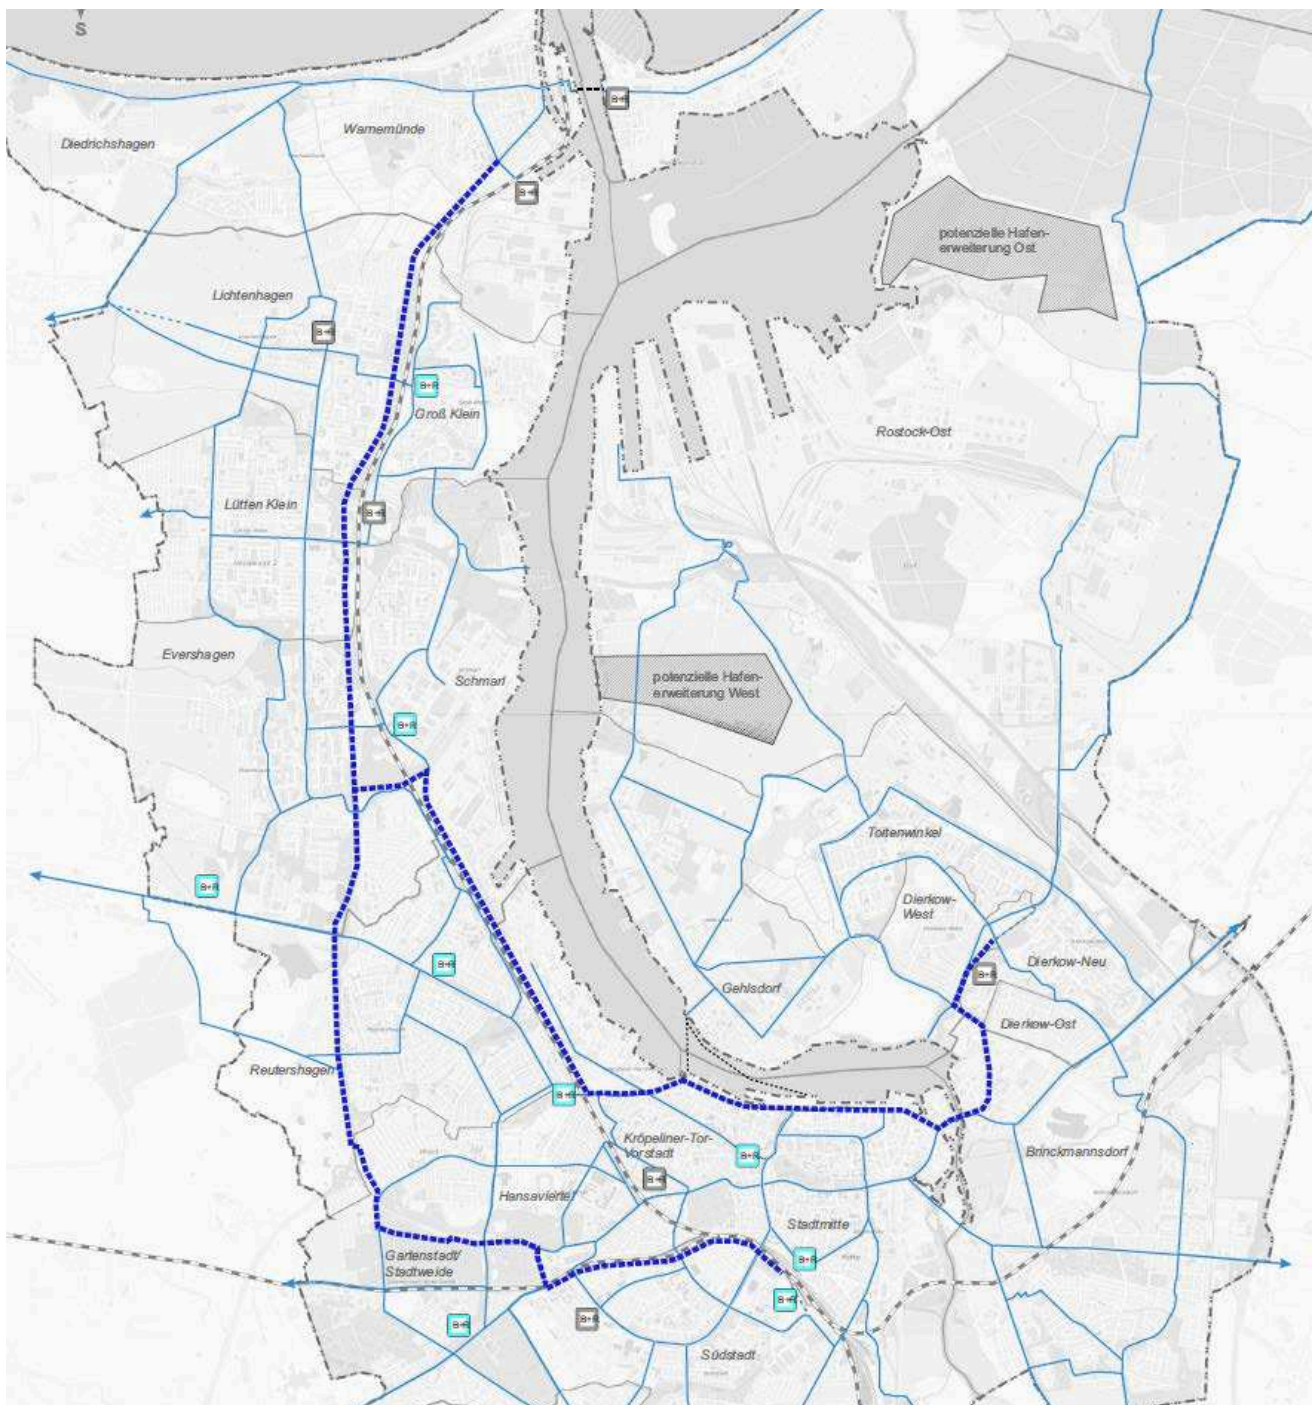 S
B+R
Warnemünde
Diedrichshagen
B+R
potenzielle Hafen-
erweiterung Ost
Lichtenhagen
B+R
B+R
Groß Klein
Rostock-Ost
Lütten Klein
B+R
Evershagen
Schmarl
potenzielle Hafen-
erweiterung West
B+R
Toitenwinkel
B+R
Dierkow-
West
B+R
Dierkow-Neu
B+R
Gehlsdorf
Dierkow-Ost
Reutershagen
B+R
Kröpeliner-Tor-
Vorstadt
B+R
Brinckmannsdorf
B+R
Hansaviertel
Stadtmitte
Gartenstadt/
Stadtweide
B+R
B+R
B+R
B+R
Südstadt